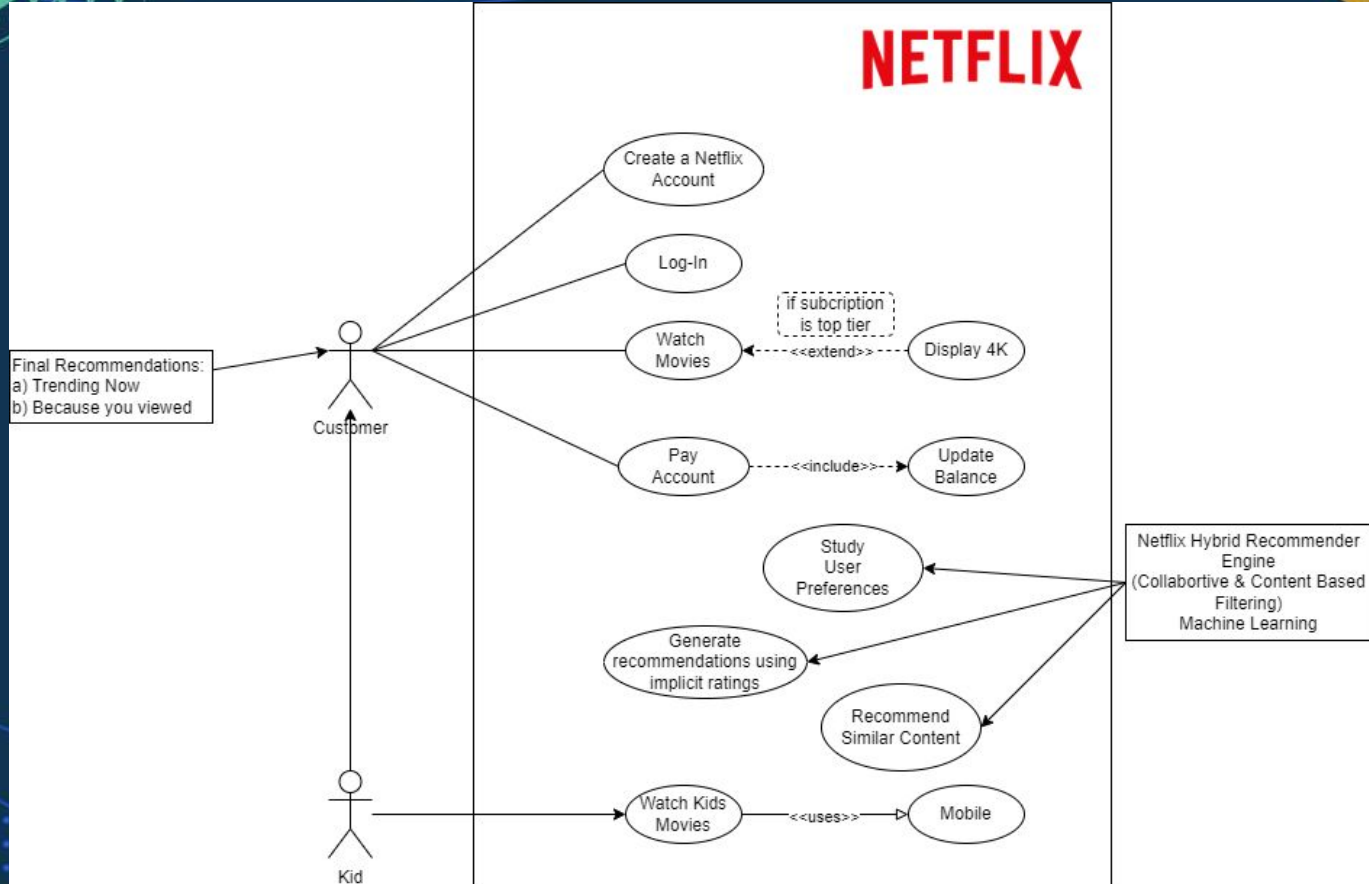 NETFLIX
Create a Netflix
Account
Log-In
if subcription
is top tier
Watch
Movies
<<extend>>
Display 4K
Final Recommendations:
a) Trending Now
b) Because you viewed
Customer
Pay
Account
<<include>>
Update
Balance
Study
User
Preferences
Netflix Hybrid Recommender
Engine
(Collabortive & Content Based
Filtering)
Machine Learning
Generate
recommendations using
implicit ratings
Recommend
Similar Content
Watch Kids
Movies
<<uses>>
Mobile
Kid